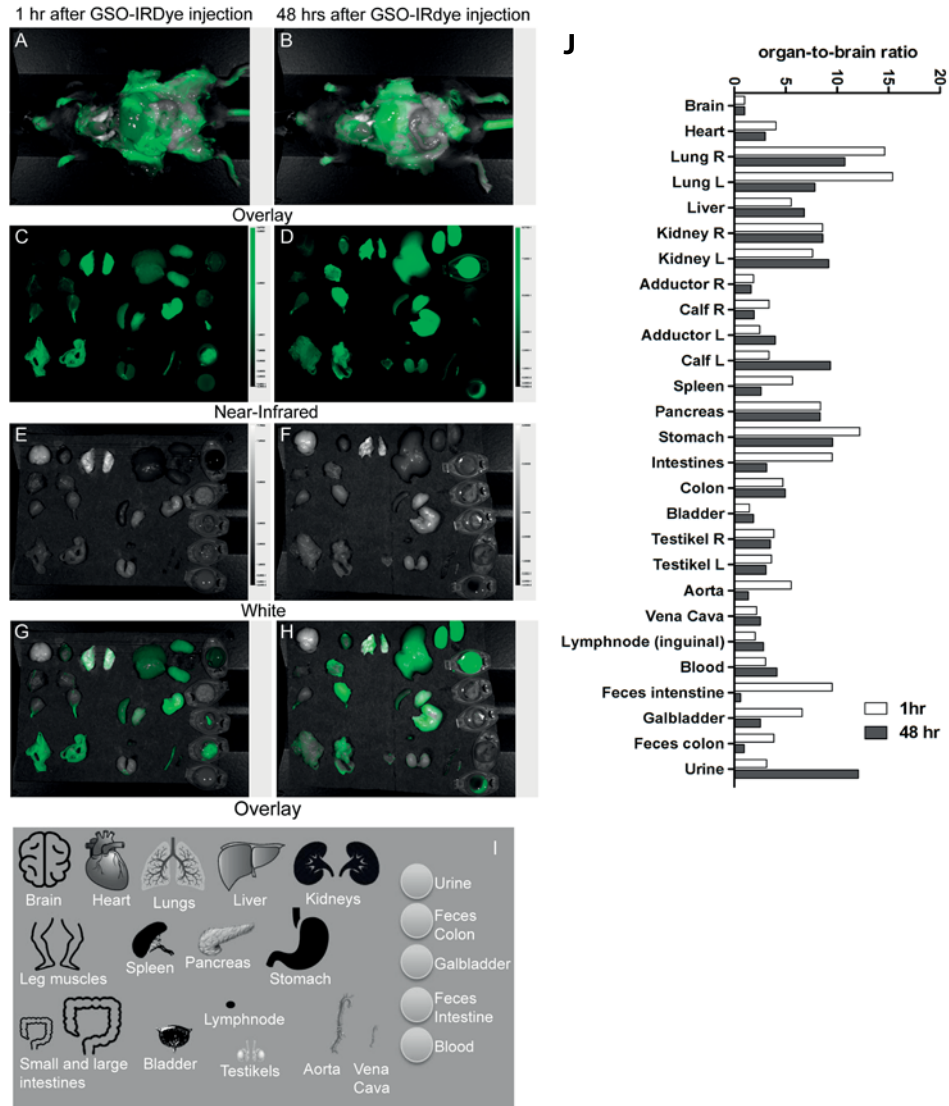 1 hr after GSO-IRDye injection
48 hrs after GSO-IRdye injection
A
B
Overlay
C
D
Near-Infrared
E
F
White
G
H
Overlay
I
Brain
Heart
Lungs
Liver
Kidneys
Urine
Feces
Colon
Leg muscles
Spleen
Pancreas
Stomach
Galbladder
Lymphnode
Feces
Intestine
Small and large
intestines
Bladder
Testikels
Aorta
Vena
Cava
Blood
J
organ-to-brain ratio
0 5 10 15 20
Brain
Heart
Lung R
Lung L
Liver
Kidney R
Kidney L
Adductor R
Calf R
Adductor L
Calf L
Spleen
Pancreas
Stomach
Intestines
Colon
Bladder
Testikel R
Testikel L
Aorta
Vena Cava
Lymphnode (inguinal)
Blood
Feces intenstine
Galbladder
Feces colon
Urine
1hr
48 hr